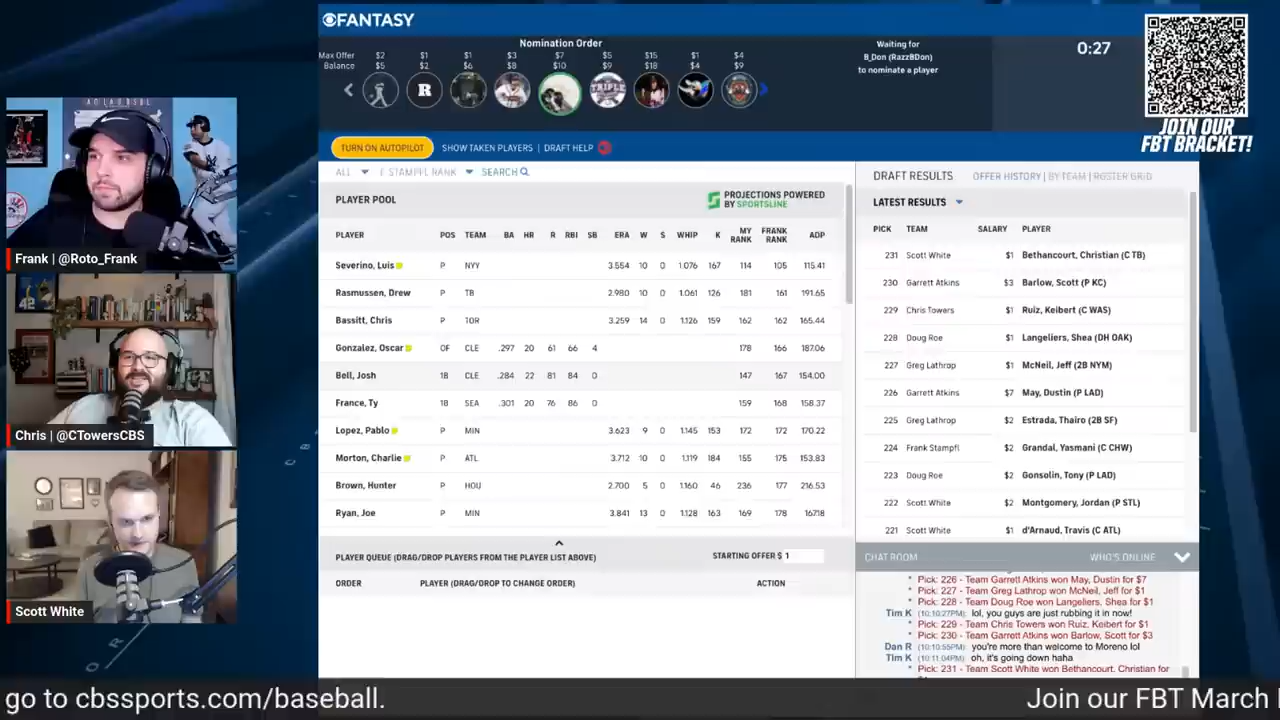 FANTASY
Nomination Order
Max Offer $2 $1 $1 $3 $7 $5 $15 $1 $4
Balance $5 $2 $6 $8 $10 $9 $18 $4 $9
R
TRIPLE
Waiting for
B_Don (RazzBDon)
to nominate a player
0:27
JOIN OUR
FBT BRACKET!
TURN ON AUTOPILOT SHOW TAKEN PLAYERS | DRAFT HELP
ALL F STAMPFL RANK SEARCH
PLAYER POOL
PROJECTIONS POWERED
BY SPORTSLINE
PLAYER POS TEAM BA HR R RBI SB ERA W S WHIP K MY RANK FRANK RANK ADP
Severino, Luis P NYY 3.554 10 0 1.076 167 114 105 115.41
Rasmussen, Drew P TB 2.980 10 0 1.061 126 181 161 191.65
Bassitt, Chris P TOR 3.259 14 0 1.126 159 162 162 165.44
Gonzalez, Oscar OF CLE .297 20 61 66 4 178 166 187.06
Bell, Josh 1B CLE .284 22 81 84 0 147 167 154.00
France, Ty 1B SEA .301 20 76 86 0 159 168 158.37
Lopez, Pablo P MIN 3.623 9 0 1.145 153 172 172 170.22
Morton, Charlie P ATL 3.712 10 0 1.119 184 155 175 153.83
Brown, Hunter P HOU 2.700 5 0 1.160 46 236 177 216.53
Ryan, Joe P MIN 3.841 13 0 1.128 163 169 178 167.18
PLAYER QUEUE (DRAG/DROP PLAYERS FROM THE PLAYER LIST ABOVE) STARTING OFFER $ 1
ORDER PLAYER (DRAG/DROP TO CHANGE ORDER) ACTION
DRAFT RESULTS OFFER HISTORY | BY TEAM | ROSTER GRID
LATEST RESULTS
PICK TEAM SALARY PLAYER
231 Scott White $1 Bethancourt, Christian (C TB)
230 Garrett Atkins $3 Barlow, Scott (P KC)
229 Chris Towers $1 Ruiz, Keibert (C WAS)
228 Doug Roe $1 Langeliers, Shea (DH OAK)
227 Greg Lathrop $1 McNeil, Jeff (2B NYM)
226 Garrett Atkins $7 May, Dustin (P LAD)
225 Greg Lathrop $2 Estrada, Thairo (2B SF)
224 Frank Stampfl $2 Grandal, Yasmani (C CHW)
223 Doug Roe $2 Gonsolin, Tony (P LAD)
222 Scott White $2 Montgomery, Jordan (P STL)
221 Scott White $1 d'Arnaud, Travis (C ATL)
CHAT ROOM WHO'S ONLINE
* Pick: 226 - Team Garrett Atkins won May, Dustin for $7
* Pick: 227 - Team Greg Lathrop won McNeil, Jeff for $1
* Pick: 228 - Team Doug Roe won Langeliers, Shea for $1
Tim K (10:10:27PM): lol, you guys are just rubbing it in now!
* Pick: 229 - Team Chris Towers won Ruiz, Keibert for $1
* Pick: 230 - Team Garrett Atkins won Barlow, Scott for $3
Dan R (10:10:55PM): you're more than welcome to Moreno lol
Tim K (10:11:04PM): oh, it's going down haha
* Pick: 231 - Team Scott White won Bethancourt, Christian for
Frank | @Roto_Frank
Chris | @CTowersCBS
Scott White
go to cbssports.com/baseball. Join our FBT March